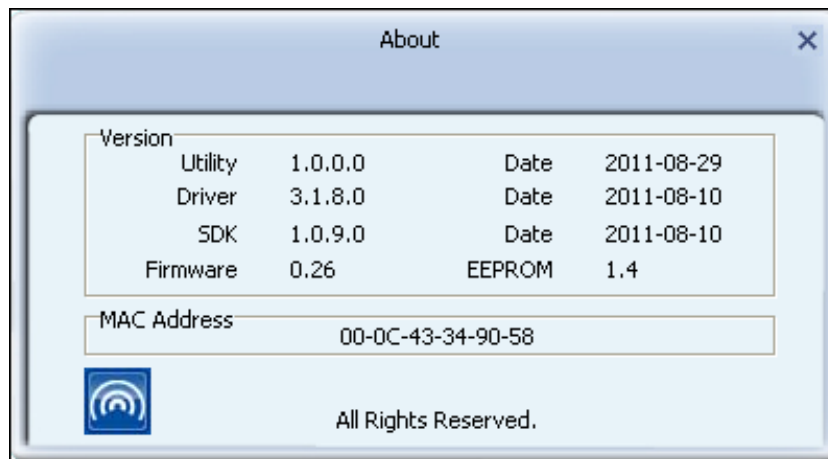 About
Version
Utility 1.0.0.0 Date 2011-08-29
Driver 3.1.8.0 Date 2011-08-10
SDK 1.0.9.0 Date 2011-08-10
Firmware 0.26 EEPROM 1.4
MAC Address
00-0C-43-34-90-58
All Rights Reserved.